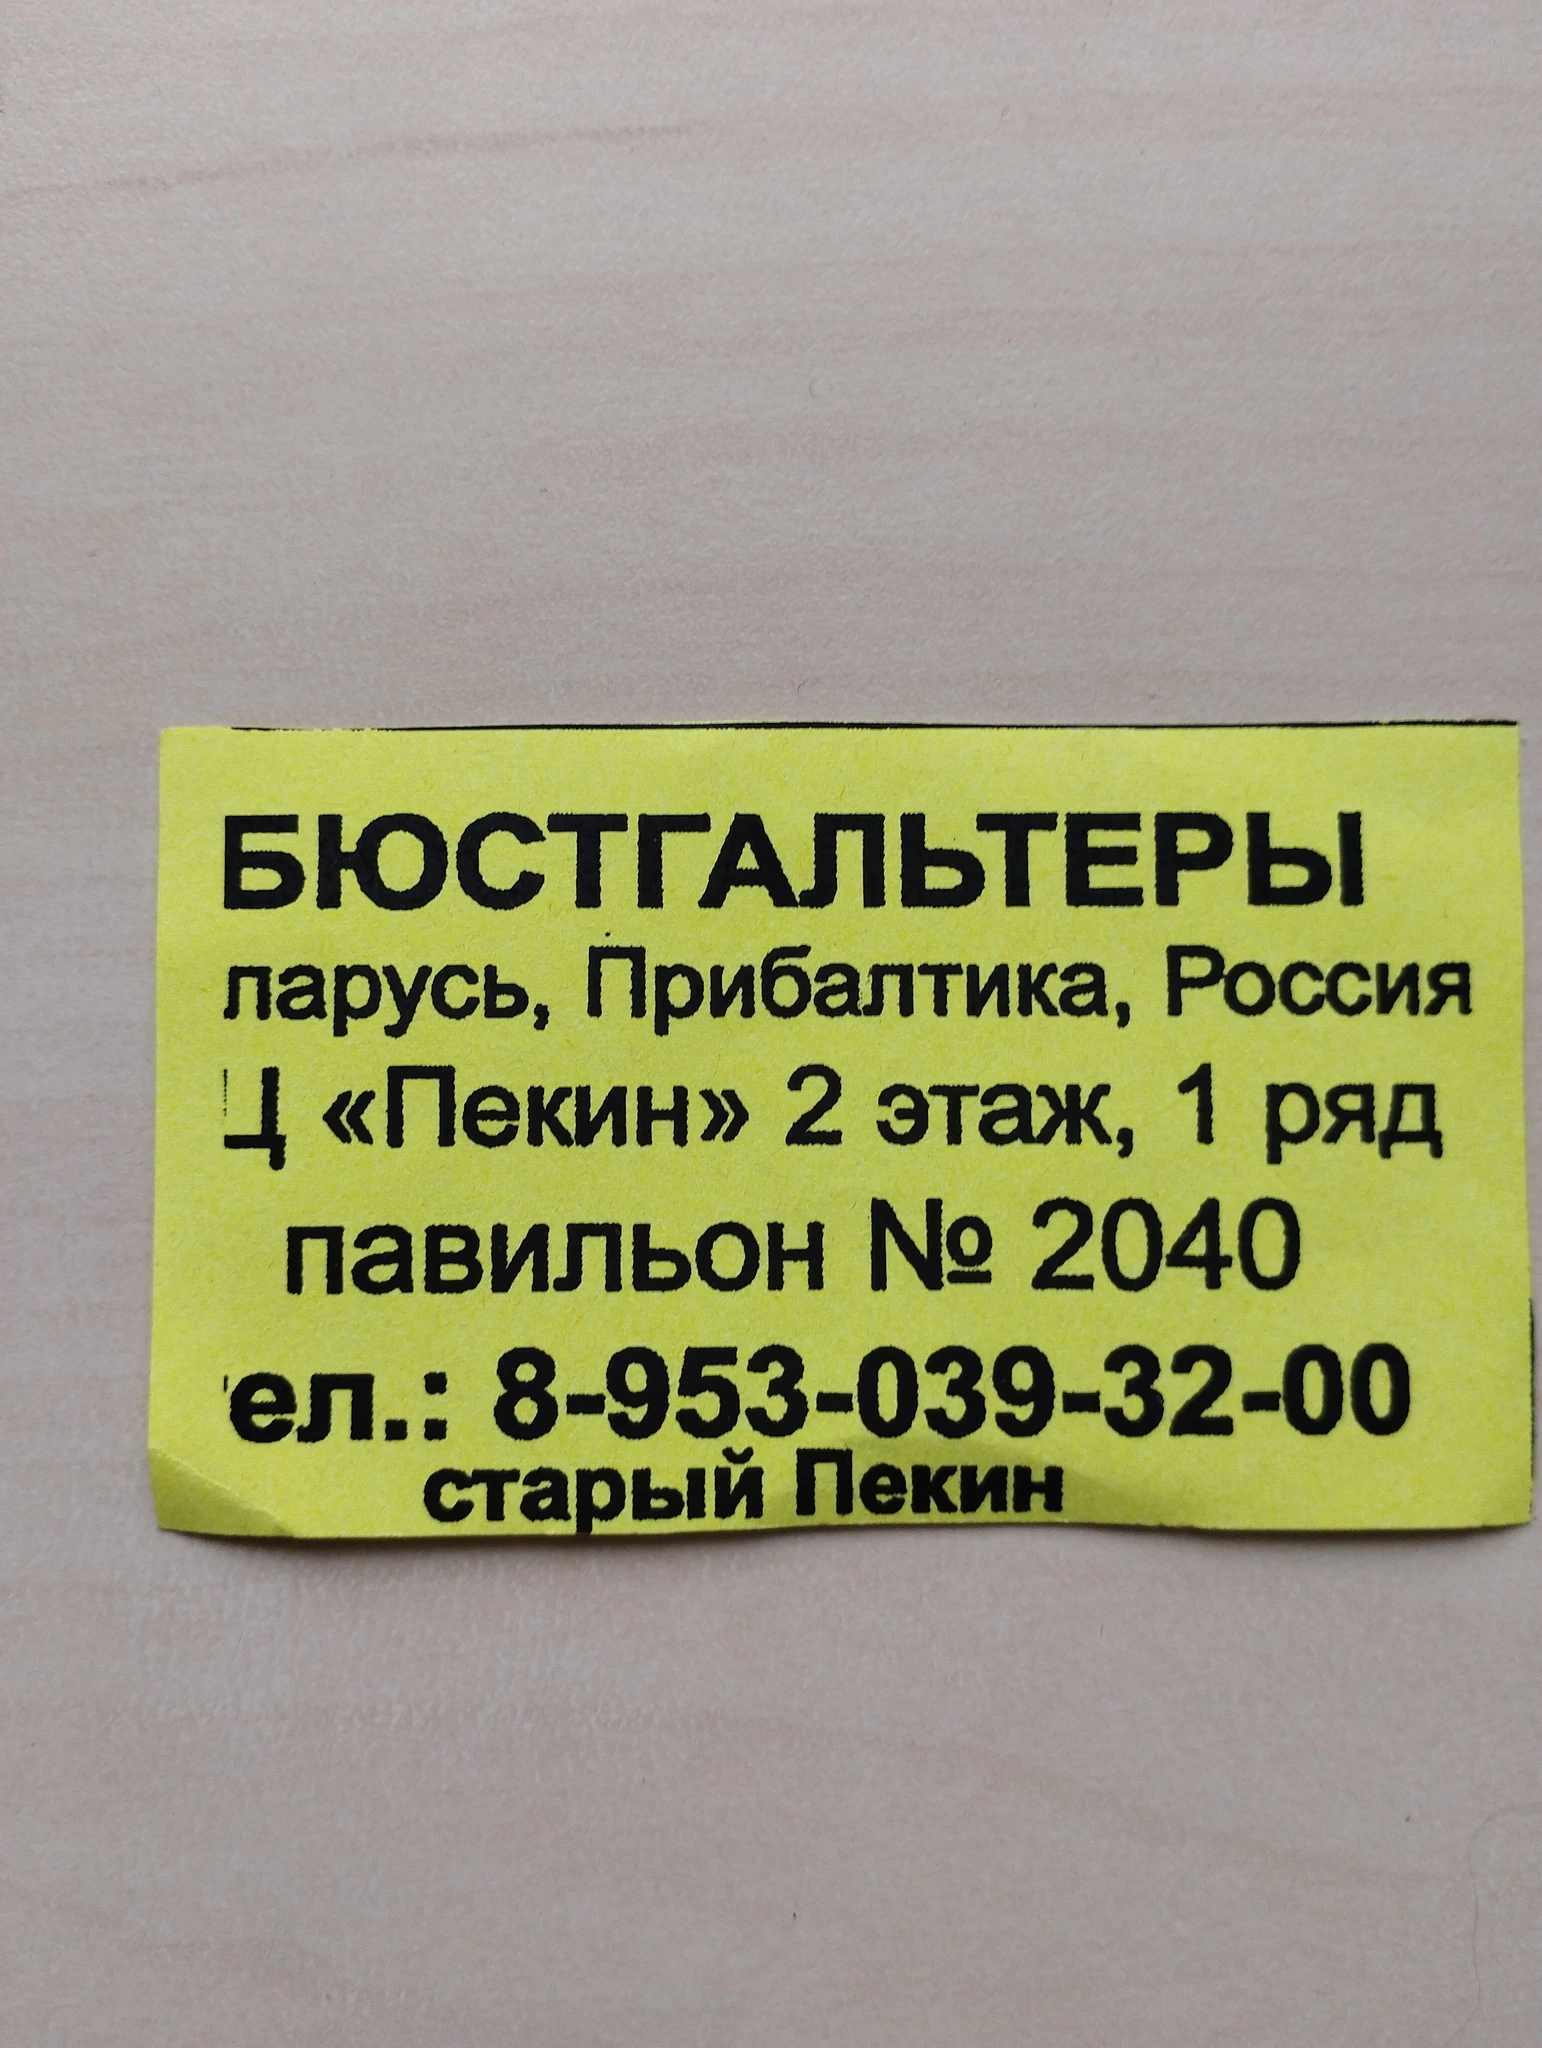 БЮСТГАЛЬТЕРЫ
ларусь, Прибалтика, Россия
Ц «Пекин» 2 этаж, 1 ряд
павильон № 2040
ел.: 8-953-039-32-00
старый Пекин